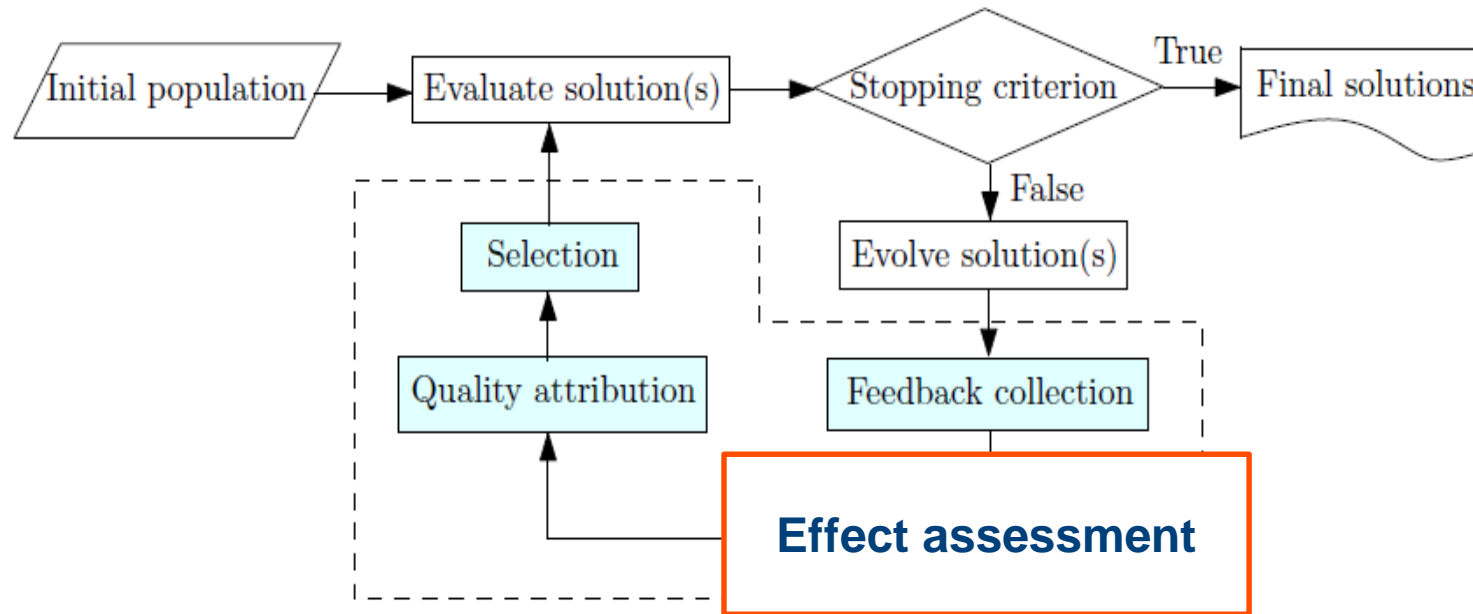 Initial population
Evaluate solution(s)
Stopping criterion
True
Final solutions
False
Evolve solution(s)
Selection
Quality attribution
Feedback collection
Effect assessment